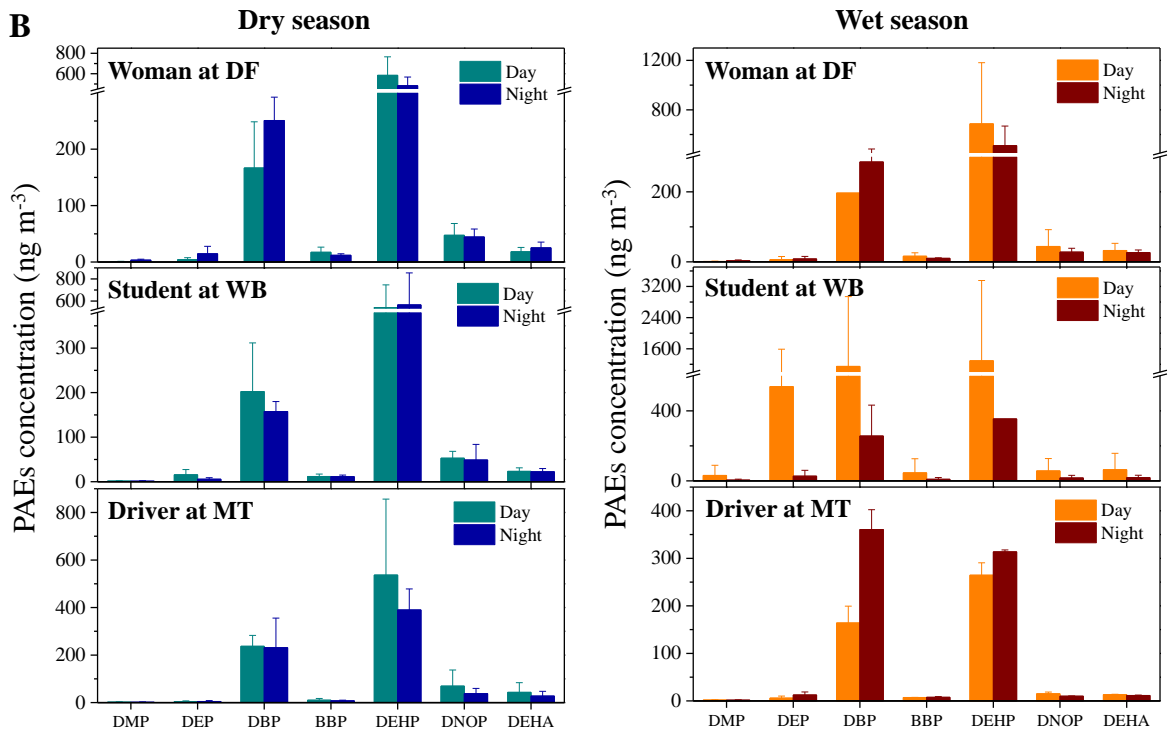 B
Dry season
Wet season
PAEs concentration (ng m⁻³)
800
600
200
100
0
Woman at DF
Day
Night
800
600
300
200
100
0
Student at WB
Day
Night
800
600
400
200
0
Driver at MT
Day
Night
DMP DEP DBP BBP DEHP DNOP DEHA
PAEs concentration (ng m⁻³)
1200
800
200
0
Woman at DF
Day
Night
3200
2400
1600
400
0
Student at WB
Day
Night
400
300
200
100
0
Driver at MT
Day
Night
DMP DEP DBP BBP DEHP DNOP DEHA